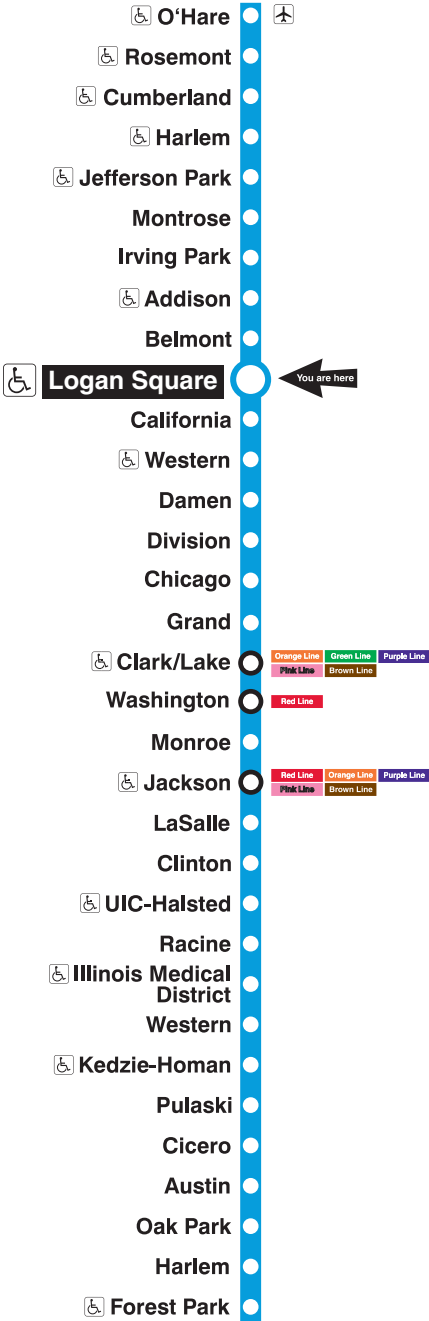 O‘Hare
Rosemont
Cumberland
Harlem
Jefferson Park
Montrose
Irving Park
Addison
Belmont
Logan Square
You are here
California
Western
Damen
Division
Chicago
Grand
Clark/Lake
Orange Line Green Line Purple Line
Pink Line Brown Line
Washington
Red Line
Monroe
Jackson
Red Line Orange Line Purple Line
Pink Line Brown Line
LaSalle
Clinton
UIC-Halsted
Racine
Illinois Medical
District
Western
Kedzie-Homan
Pulaski
Cicero
Austin
Oak Park
Harlem
Forest Park